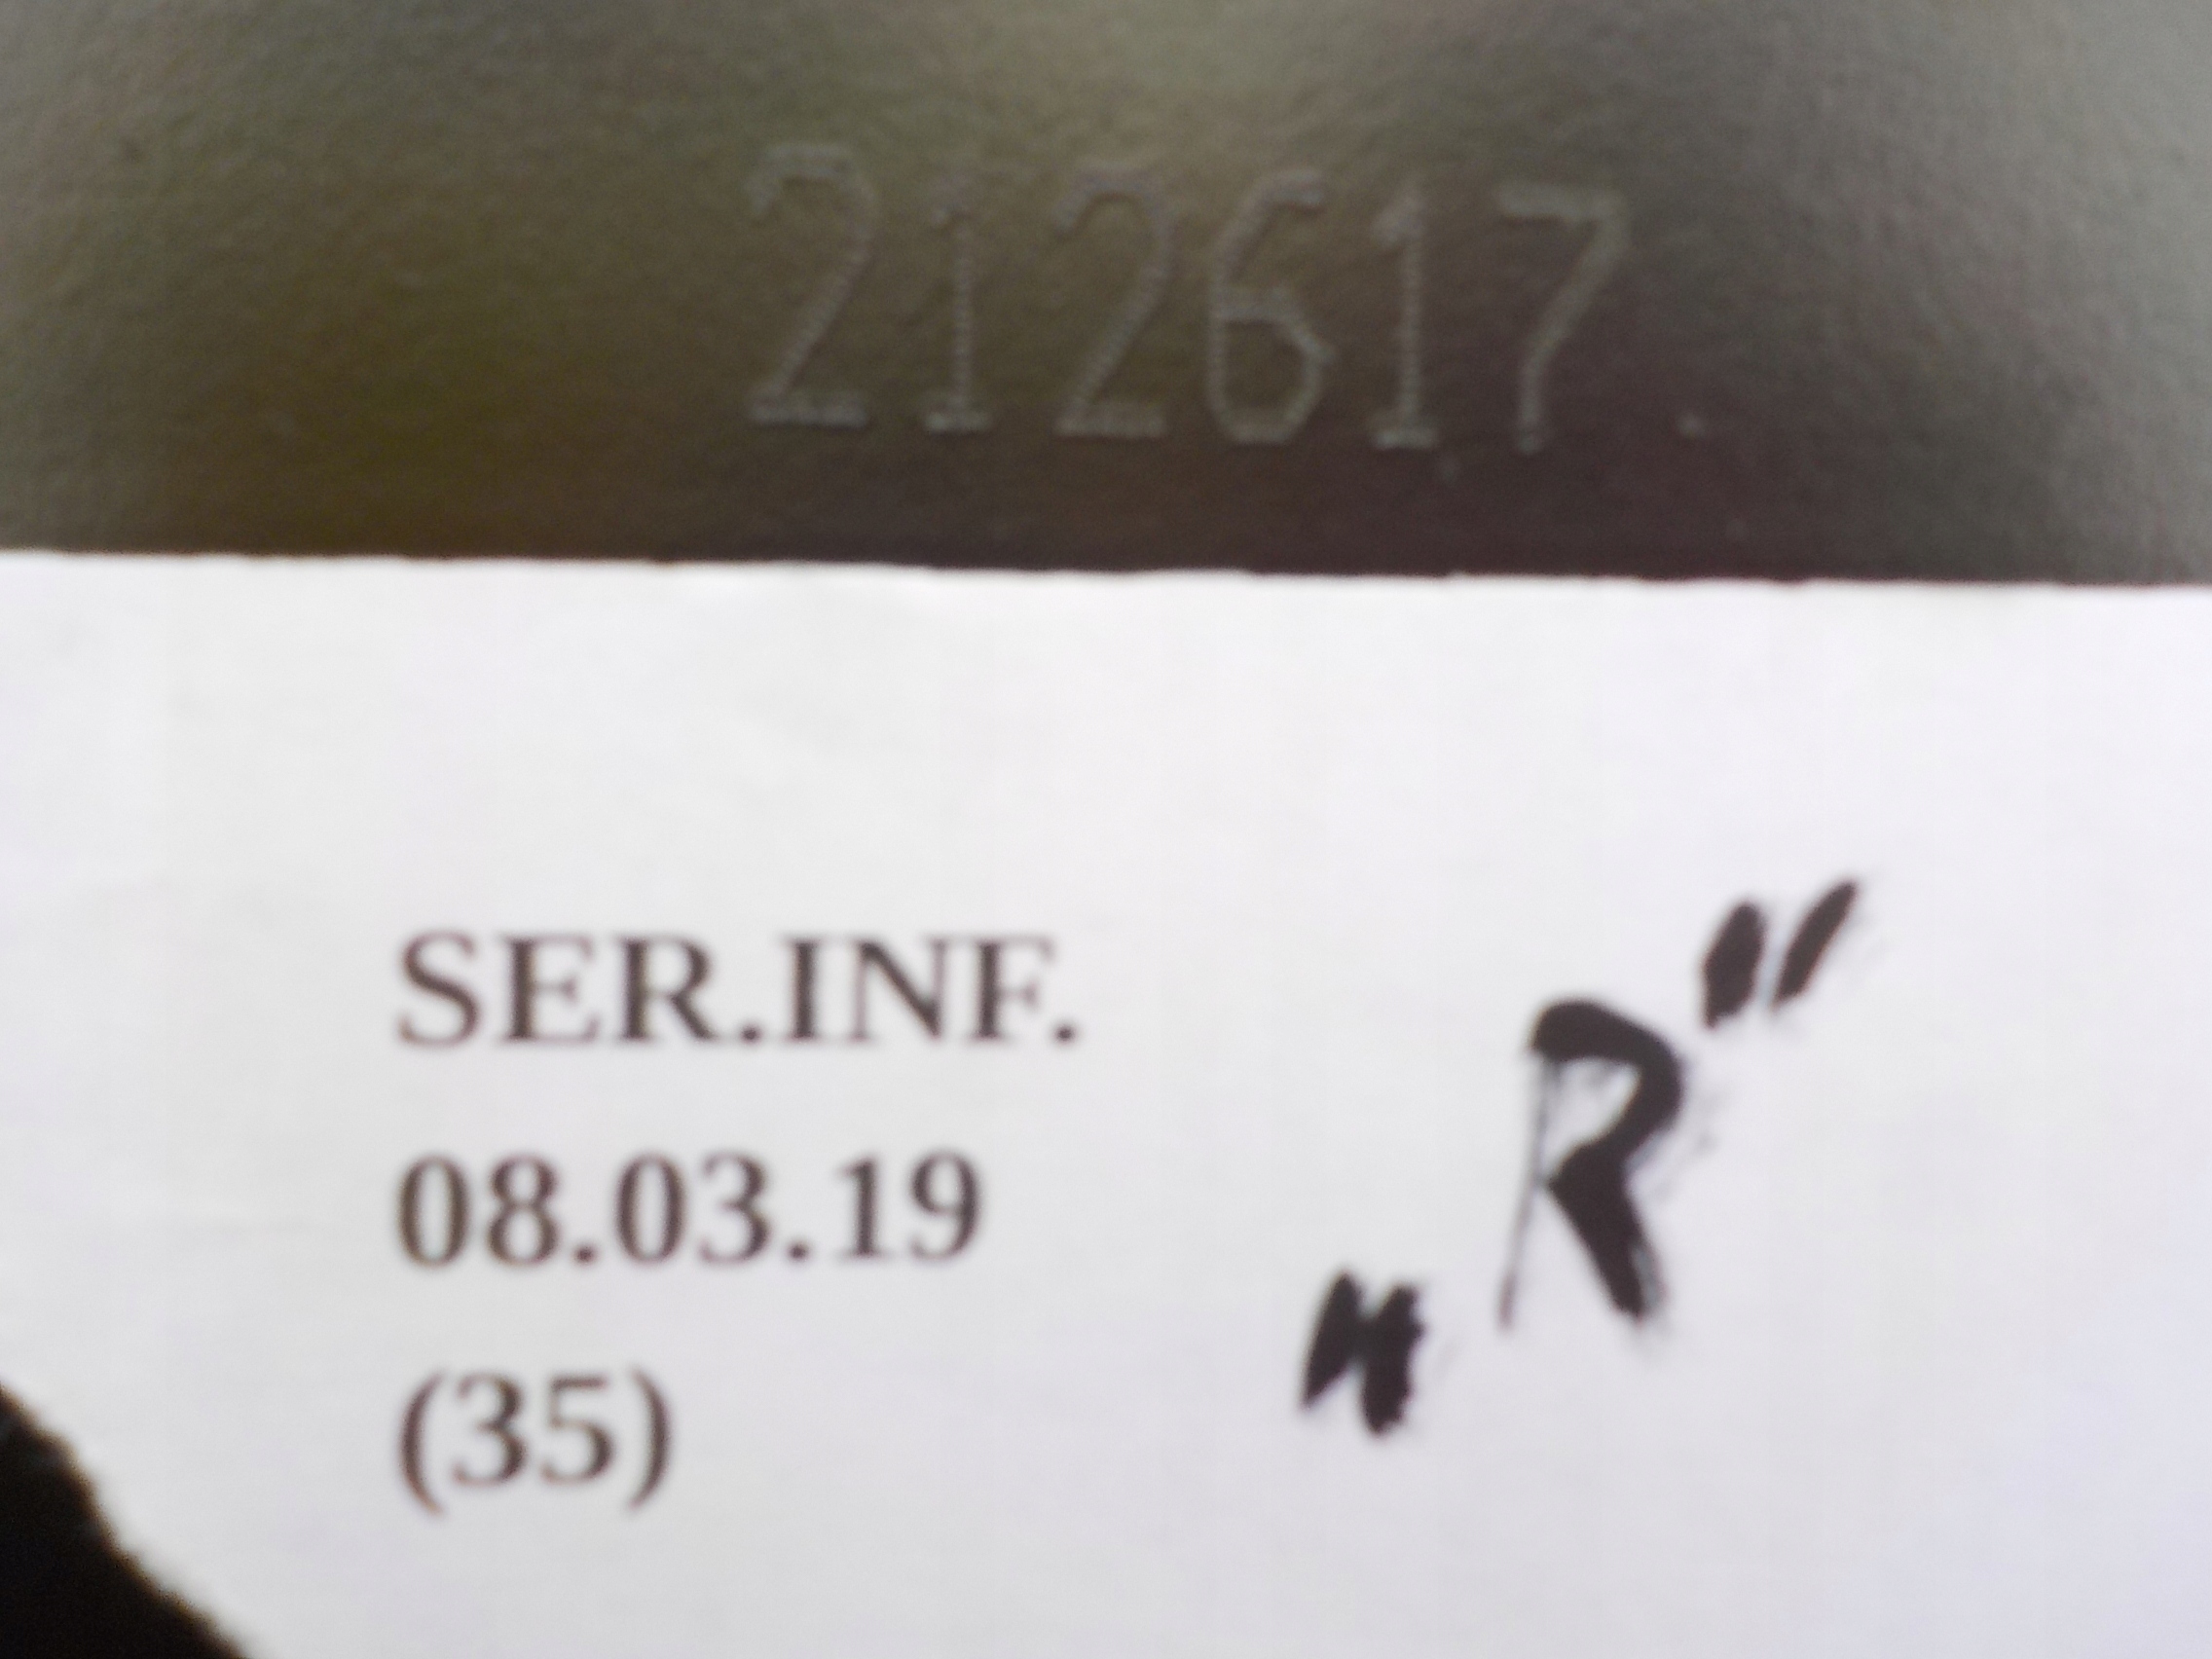 212617
SER.INF.
08.03.19
(35)
„R"